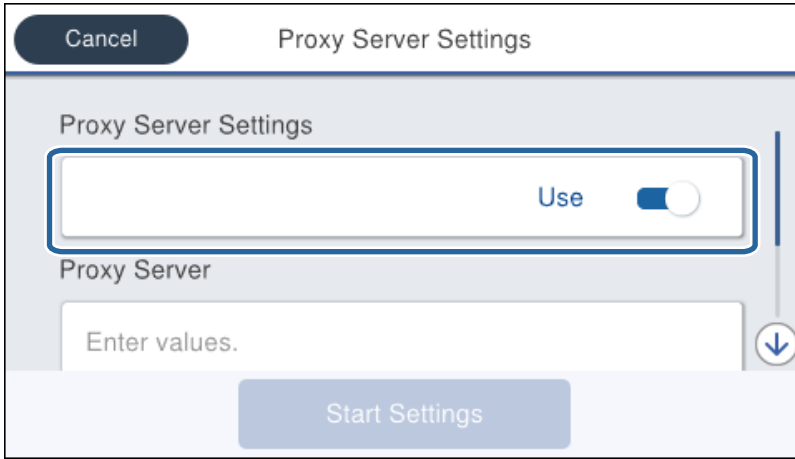 Cancel Proxy Server Settings
Proxy Server Settings
Use
Proxy Server
Enter values.
Start Settings